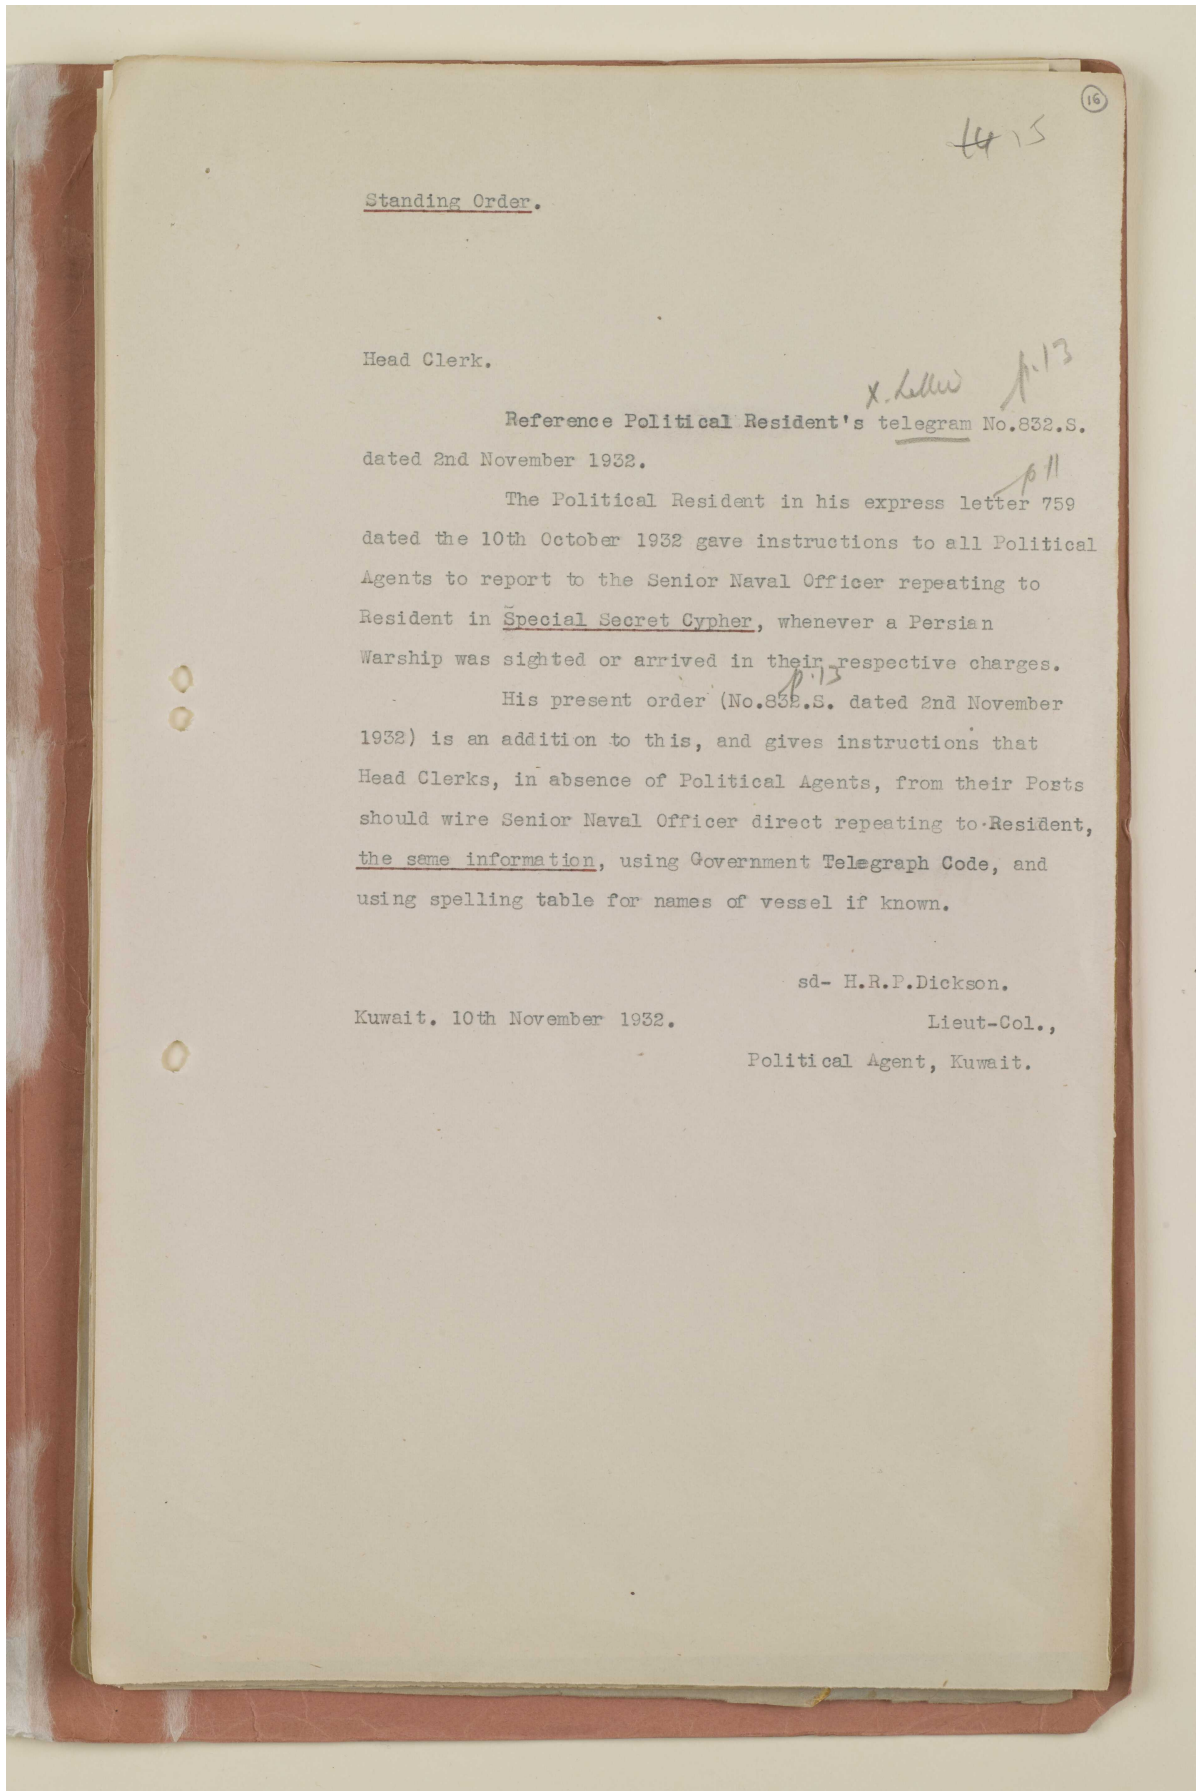 16
14 15
Standing Order.
Head Clerk.
p.13
x. Letter
Reference Political Resident's telegram No.832.S.
dated 2nd November 1932.
p 11
The Political Resident in his express letter 759
dated the 10th October 1932 gave instructions to all Political
Agents to report to the Senior Naval Officer repeating to
Resident in Special Secret Cypher, whenever a Persian
Warship was sighted or arrived in their respective charges.
p.13
His present order (No.832.S. dated 2nd November
1932) is an addition to this, and gives instructions that
Head Clerks, in absence of Political Agents, from their Posts
should wire Senior Naval Officer direct repeating to Resident,
the same information, using Government Telegraph Code, and
using spelling table for names of vessel if known.
sd- H.R.P.Dickson.
Kuwait. 10th November 1932. Lieut-Col.,
Political Agent, Kuwait.